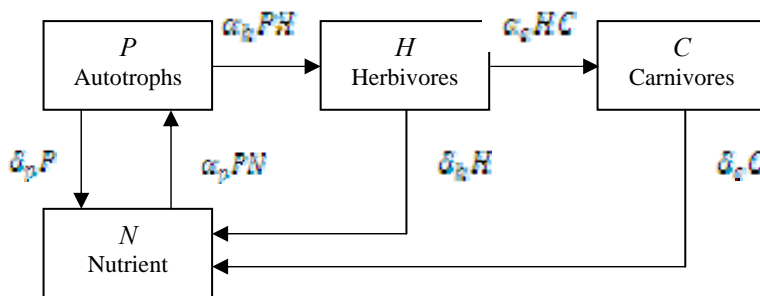 P
Autotrophs
α_h PH
H
Herbivores
α_c HC
C
Carnivores
δ_p P
α_p PN
δ_h H
δ_c C
N
Nutrient